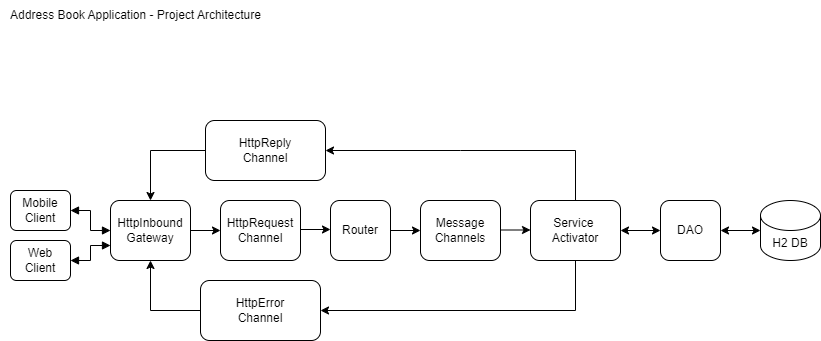 Address Book Application - Project Architecture
HttpReply
Channel
Mobile
Client
Web
Client
HttpInbound
Gateway
HttpRequest
Channel
Router
Message
Channels
Service
Activator
DAO
H2 DB
HttpError
Channel